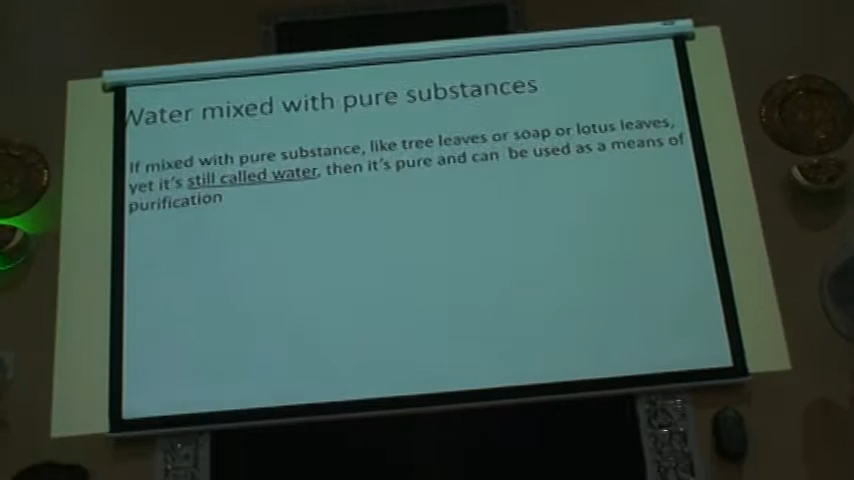 Water mixed with pure substances
If mixed with pure substance, like tree leaves or soap or lotus leaves,
yet it's still called water, then it's pure and can be used as a means of
purification